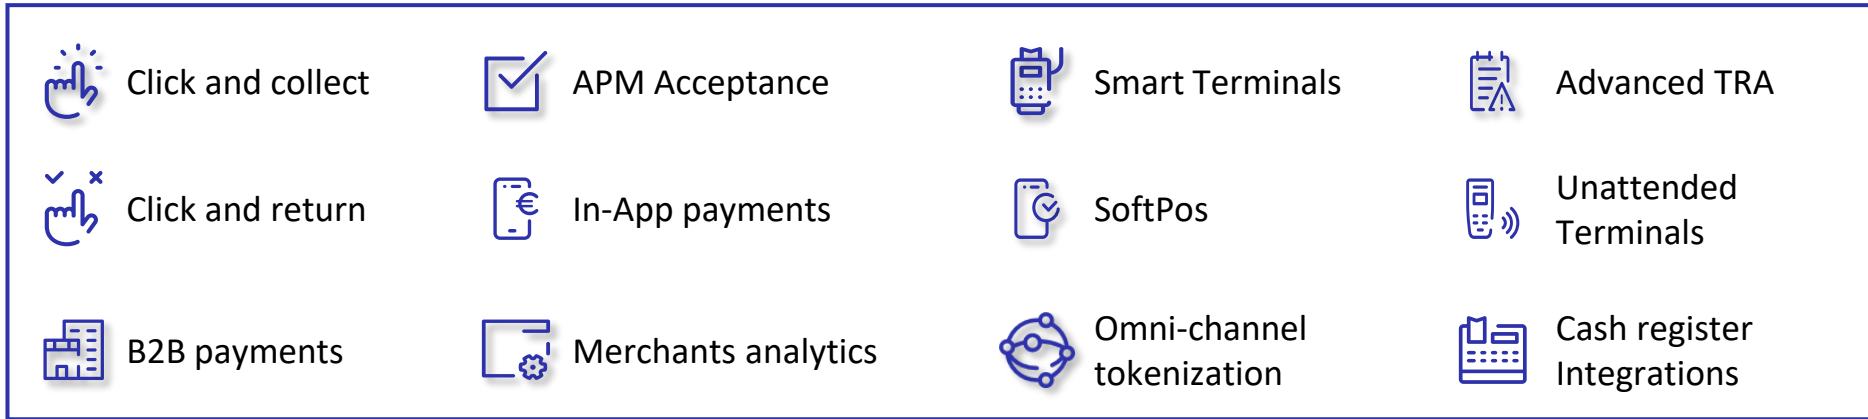 Click and collect
APM Acceptance
Smart Terminals
Advanced TRA
Click and return
In-App payments
SoftPos
Unattended
Terminals
B2B payments
Merchants analytics
Omni-channel
tokenization
Cash register
Integrations